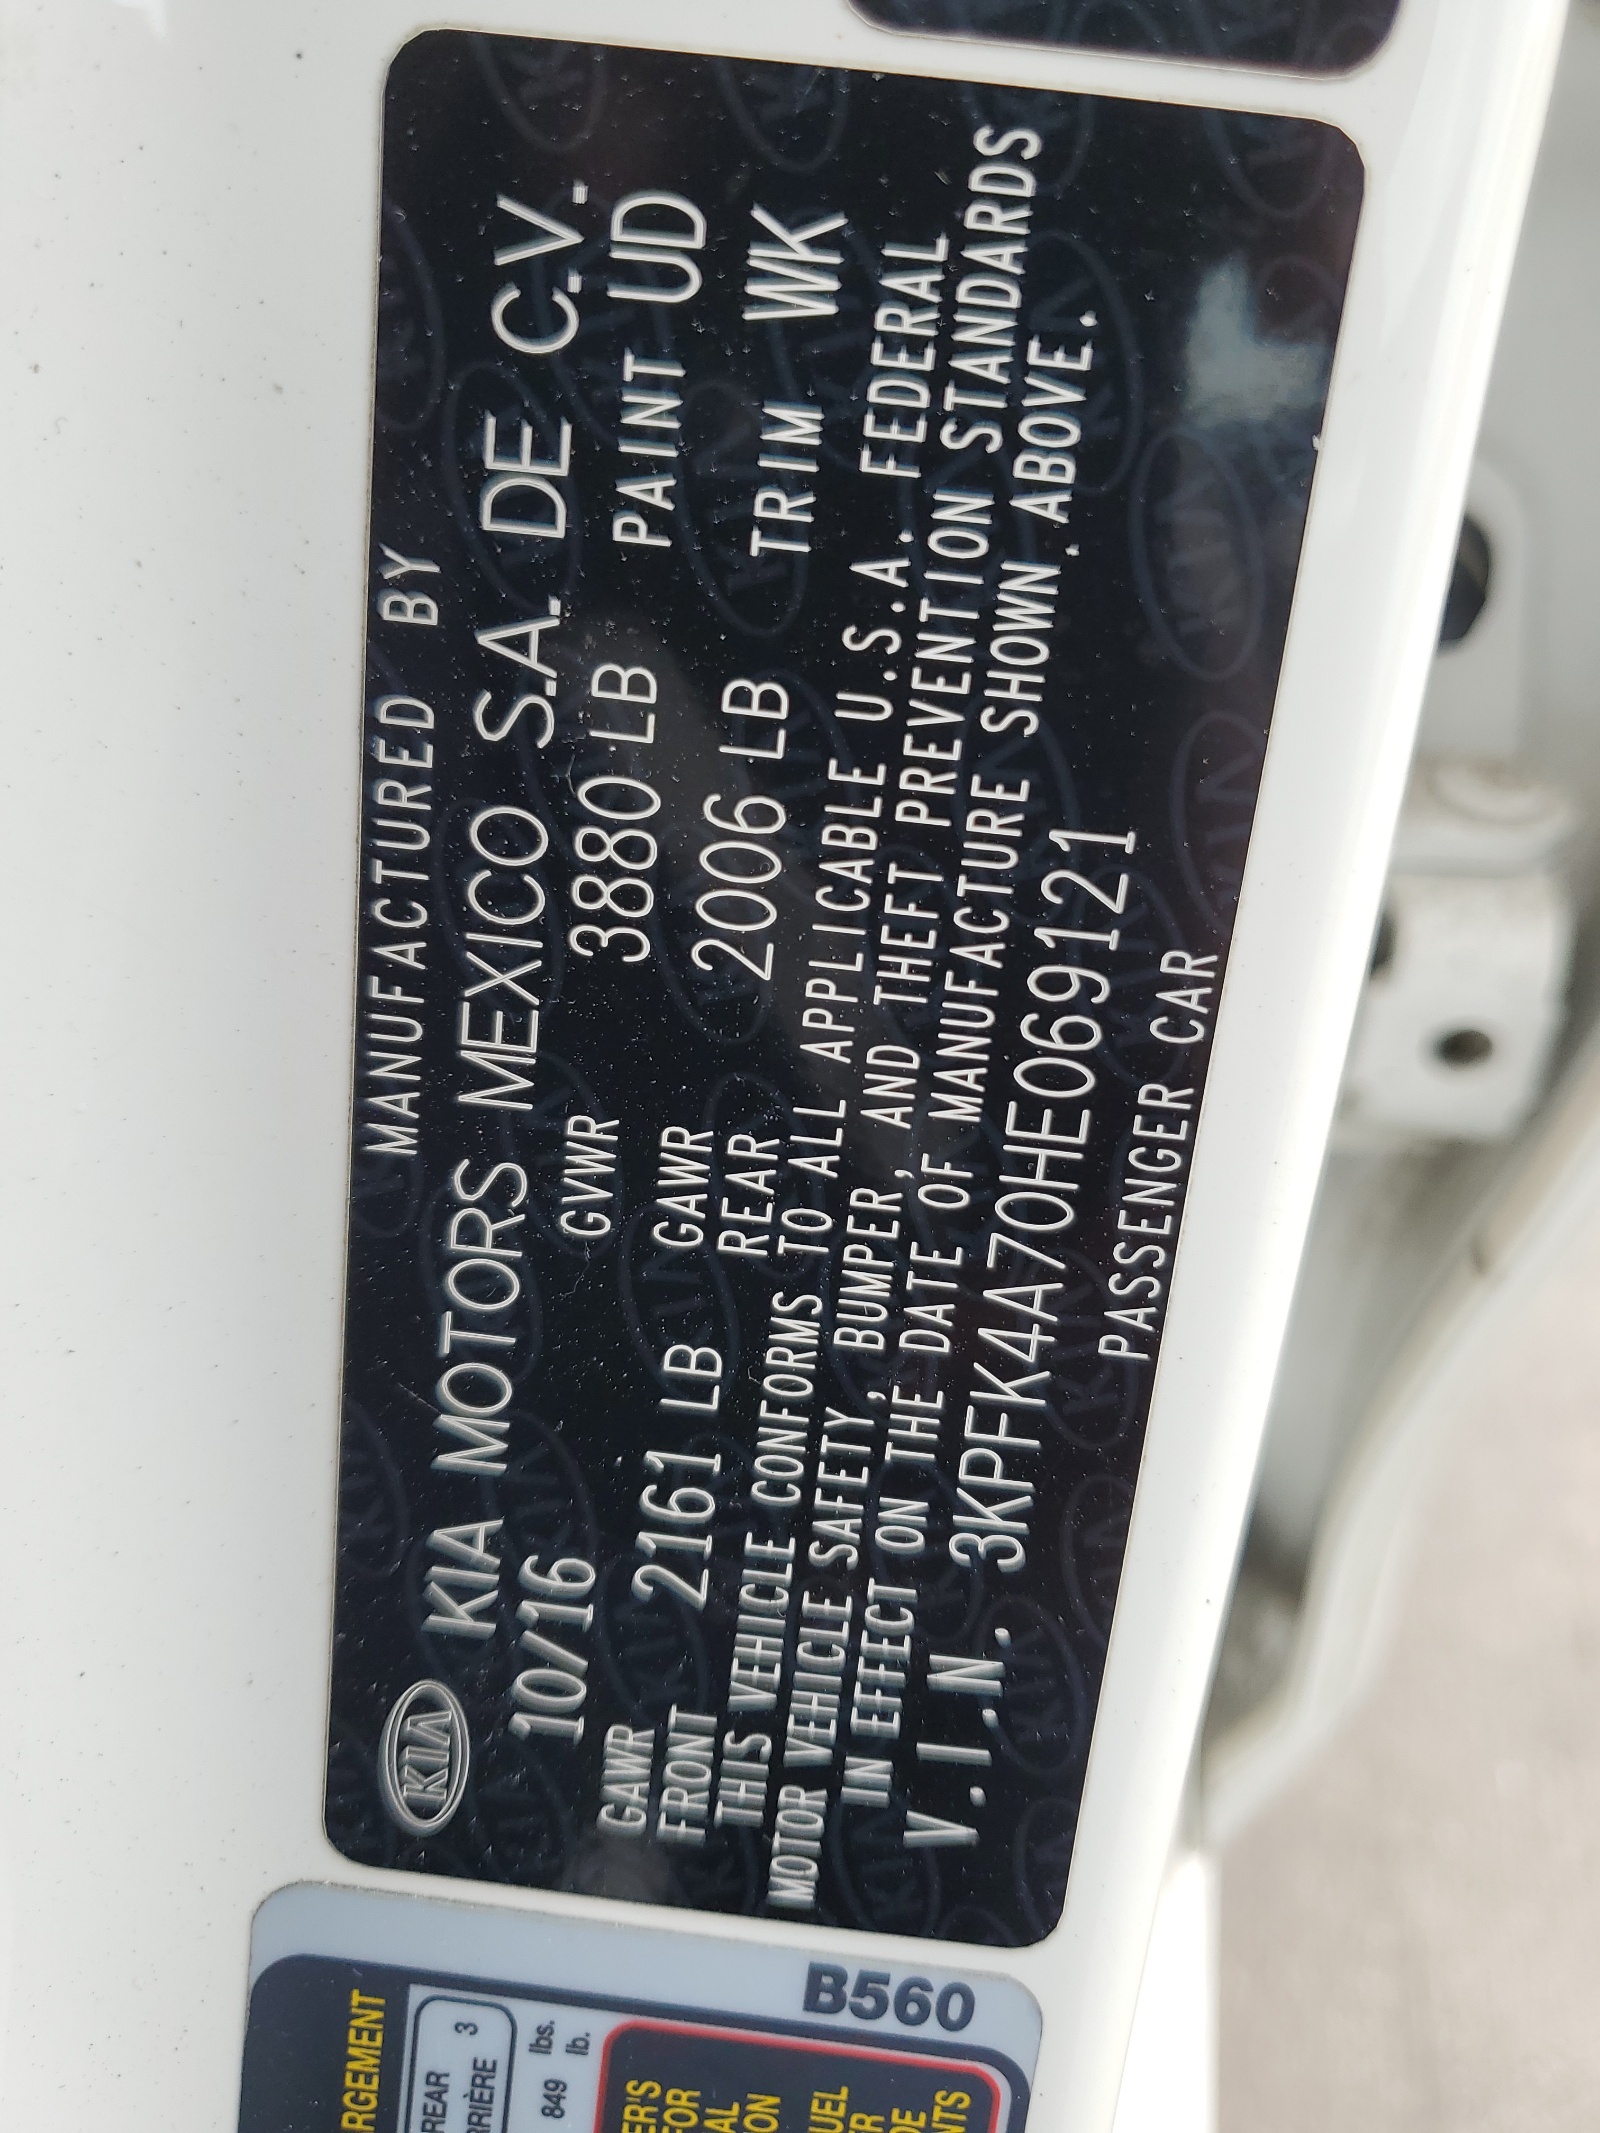 MANUFACTURED BY
KIA KIA MOTORS MEXICO S.A. DE C.V.
10/16 GVWR 3880 LB PAINT UD
GAWR FRONT 2161 LB GAWR REAR 2006 LB TRIM WK
THIS VEHICLE CONFORMS TO ALL APPLICABLE U.S.A. FEDERAL
MOTOR VEHICLE SAFETY, BUMPER, AND THEFT PREVENTION STANDARDS
IN EFFECT ON THE DATE OF MANUFACTURE SHOWN ABOVE.
V.I.N. 3KPFK4A70HE069121
PASSENGER CAR
B560
REAR 3
849 lbs.
lb.
FOR